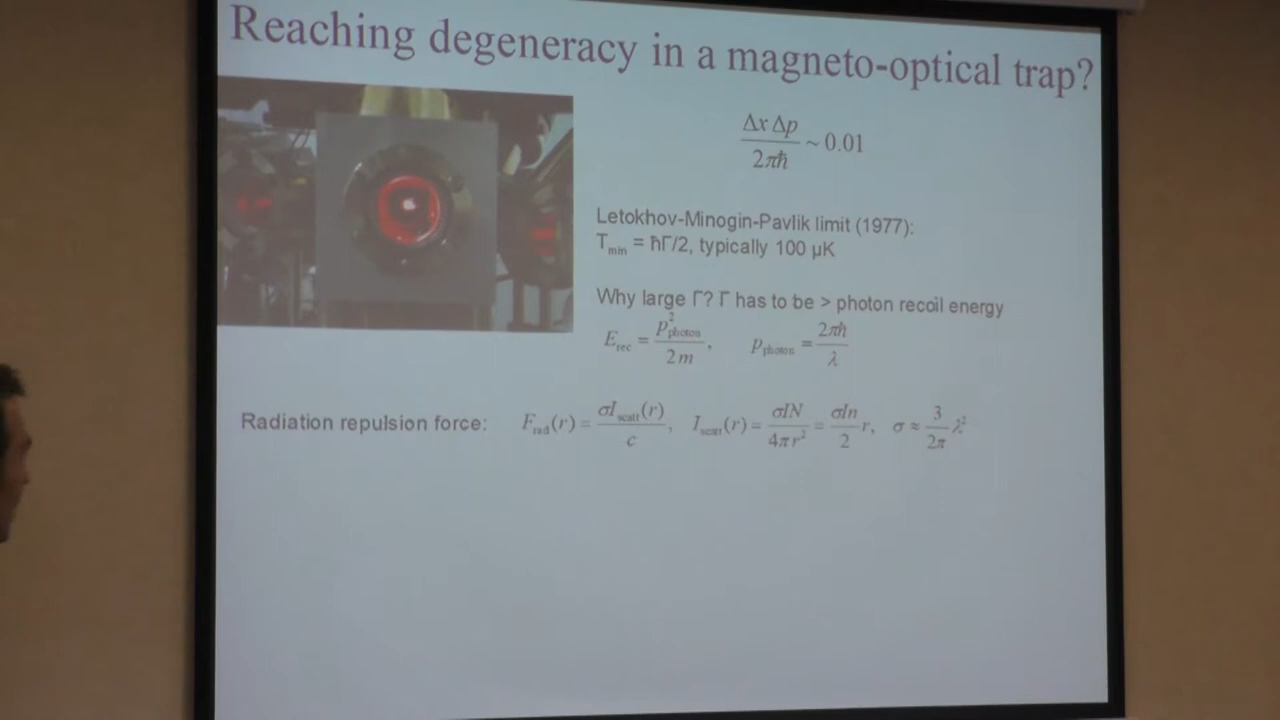 Reaching degeneracy in a magneto-optical trap?
Δx Δp / 2πħ ~ 0.01
Letokhov-Minogin-Pavlik limit (1977):
T_min = ħΓ/2, typically 100 μK
Why large Γ? Γ has to be > photon recoil energy
E_rec = p²_photon / 2m , p_photon = 2πħ / λ
Radiation repulsion force: F_rad(r) = σI_scatt(r) / c , I_scatt(r) = σIN / 4πr² = σIn / 2 r, σ ≈ 3 / 2π λ²